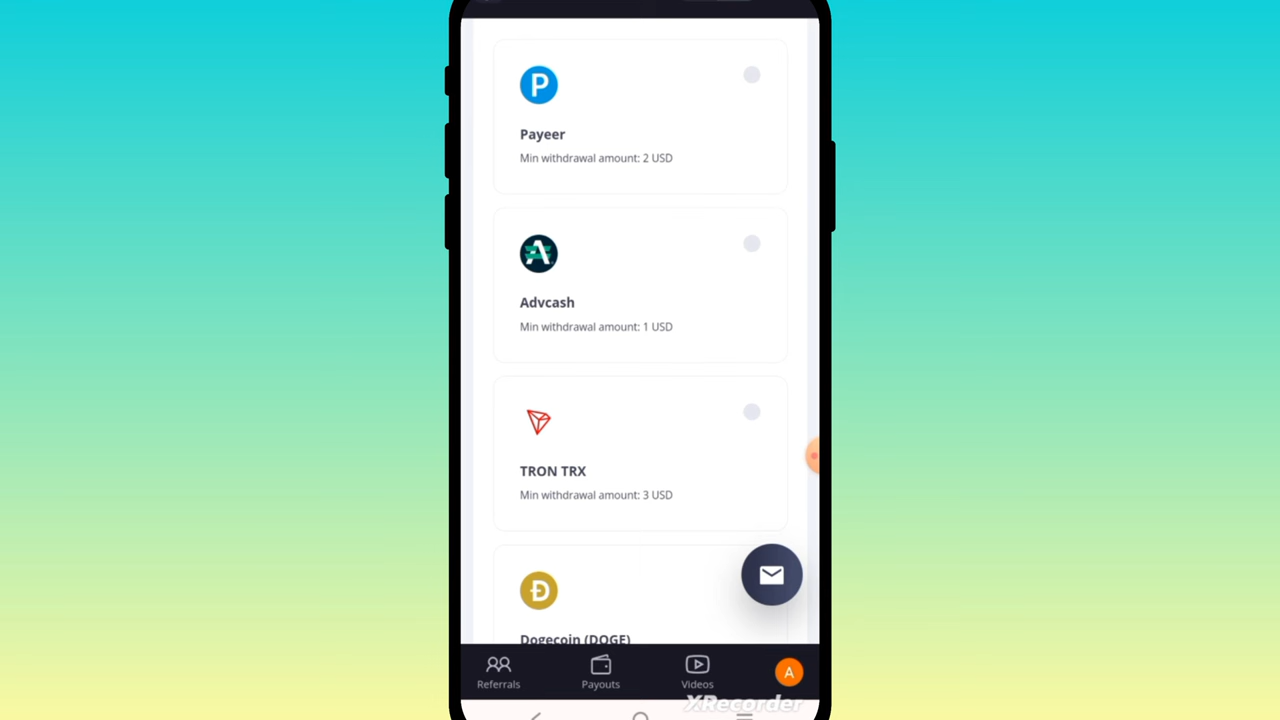 Payeer
Min withdrawal amount: 2 USD
Advcash
Min withdrawal amount: 1 USD
TRON TRX
Min withdrawal amount: 3 USD
Dogecoin (DOGE)
Referrals
Payouts
Videos
A
XRecorder